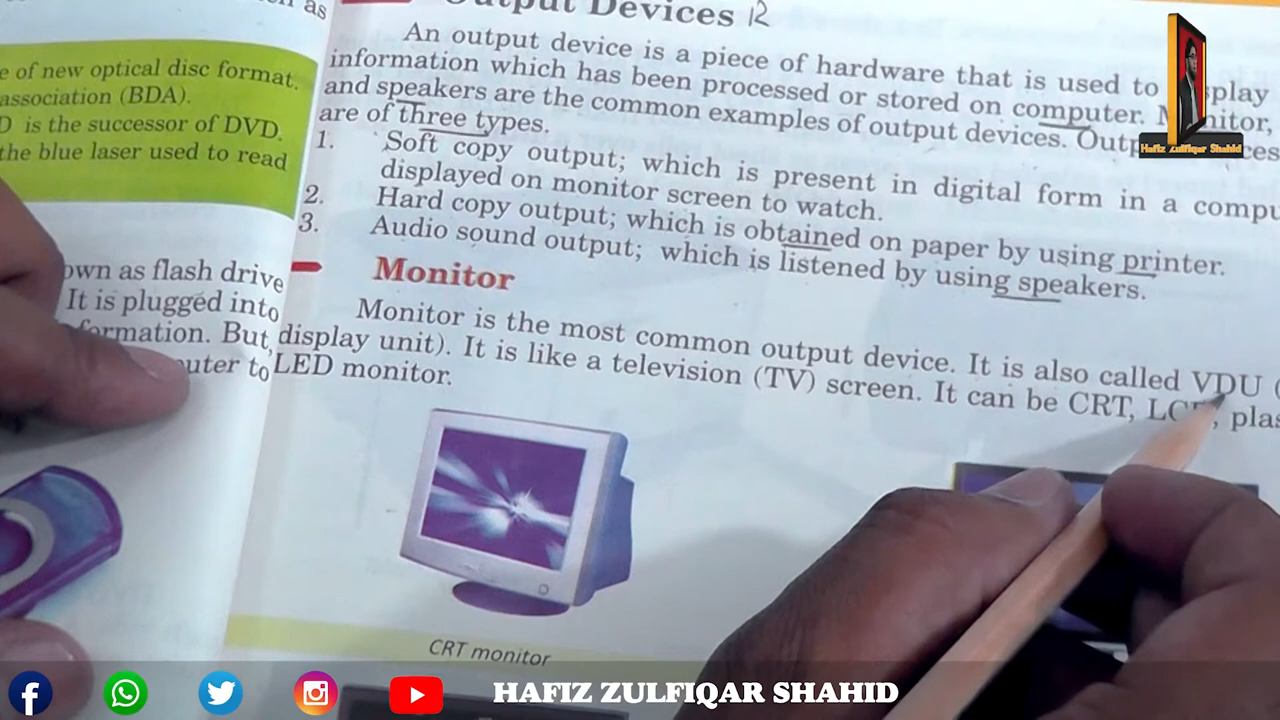 as
e of new optical disc format.
association (BDA).
D is the successor of DVD.
the blue laser used to read
own as flash drive
It is plugged into
formation. But,
uter to
Output Devices 12
An output device is a piece of hardware that is used to display
information which has been processed or stored on computer. Monitor,
and speakers are the common examples of output devices. Output
are of three types.
1. Soft copy output; which is present in digital form in a compu
displayed on monitor screen to watch.
2. Hard copy output; which is obtained on paper by using printer.
3. Audio sound output; which is listened by using speakers.
Monitor
Monitor is the most common output device. It is also called VDU (
display unit). It is like a television (TV) screen. It can be CRT, LCD, plas
LED monitor.
CRT monitor
Hafiz Zulfiqar Shahid
HAFIZ ZULFIQAR SHAHID